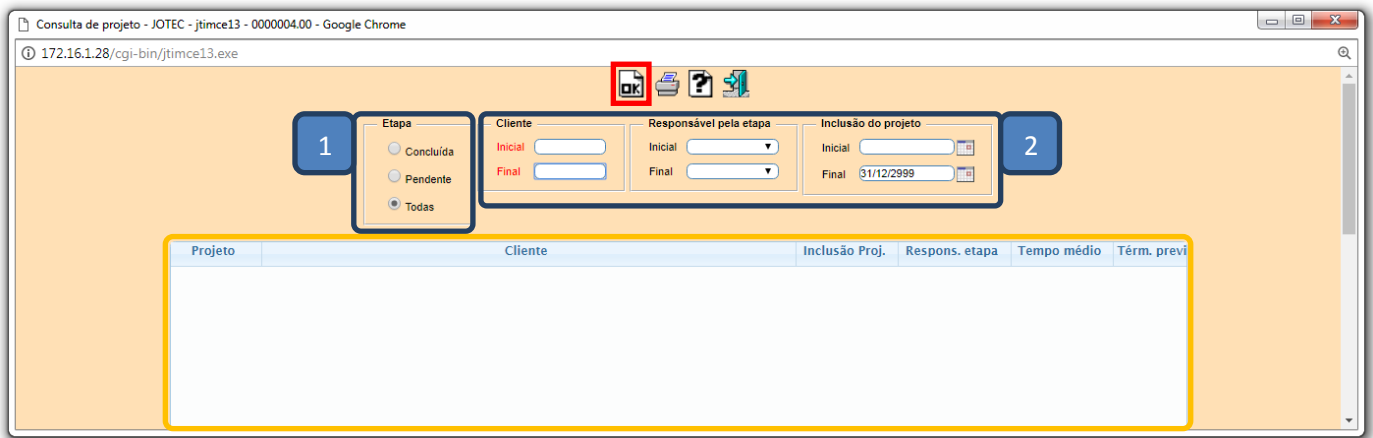 Consulta de projeto - JOTEC - jtimce13 - 0000004.00 - Google Chrome
172.16.1.28/cgi-bin/jtimce13.exe
OK
?
1
Etapa
Concluída
Pendente
Todas
Cliente
Inicial
Final
Responsável pela etapa
Inicial
Final
Inclusão do projeto
Inicial
Final 31/12/2999
2
Projeto Cliente Inclusão Proj. Respons. etapa Tempo médio Térm. previ